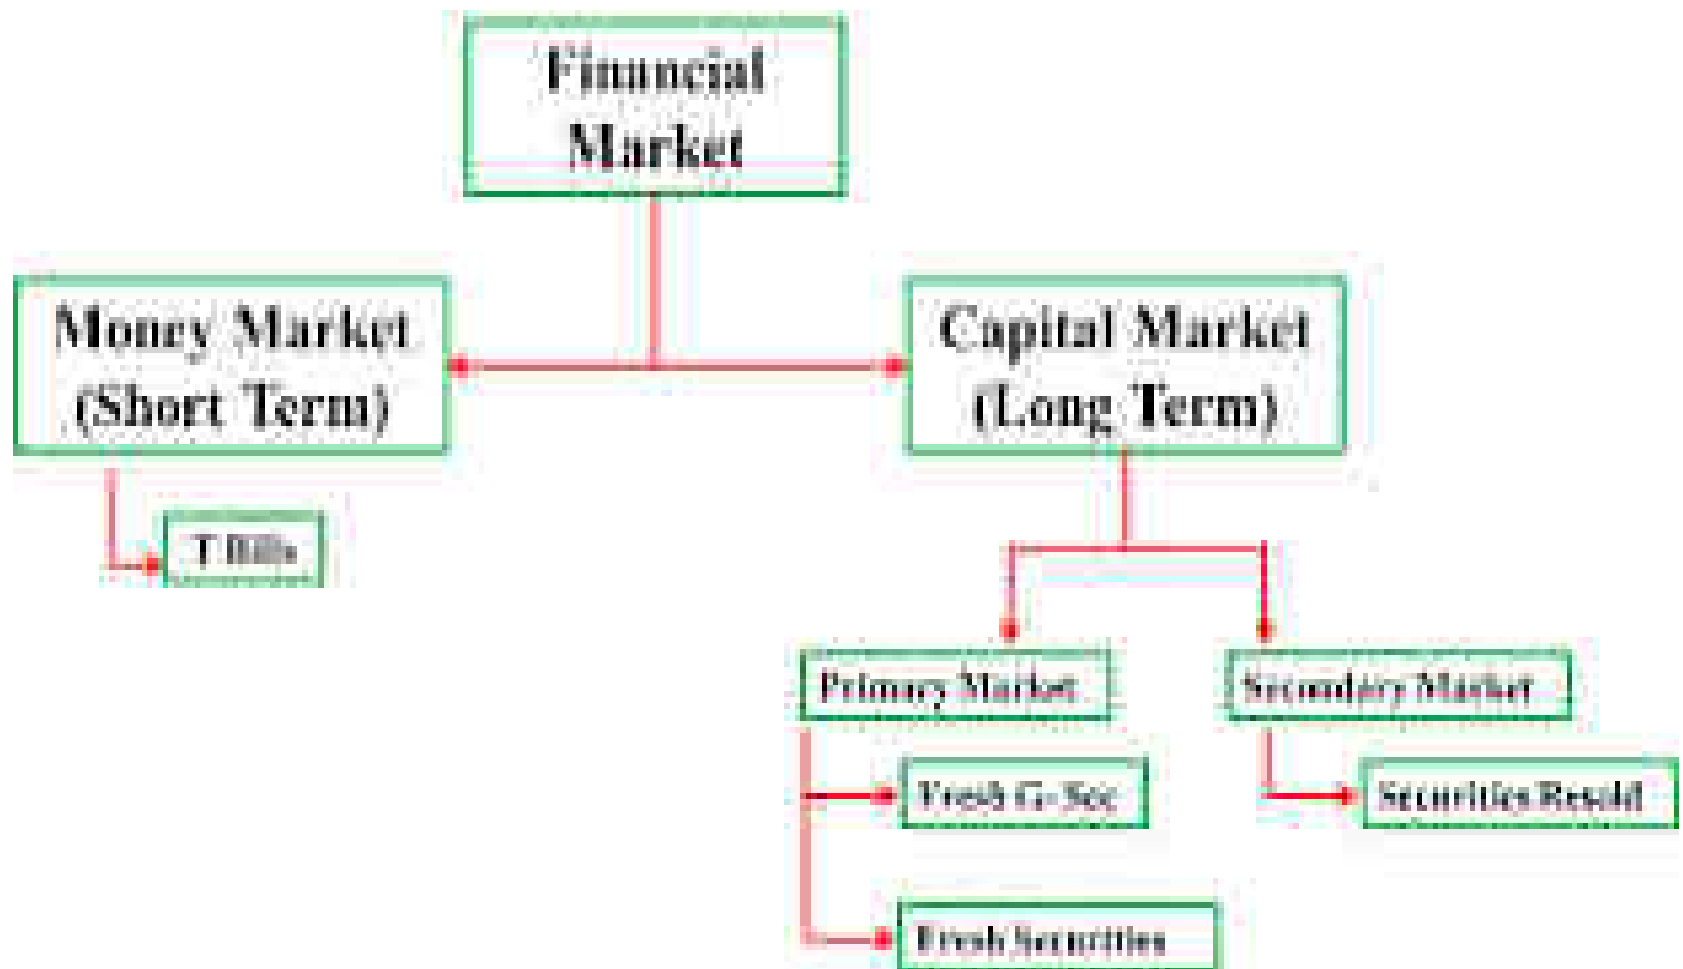 Financial
Market
Money Market
(Short Term)
Capital Market
(Long Term)
T Bills
Primary Market
Secondary Market
Fresh G-Sec
Securities Resold
Fresh Securities